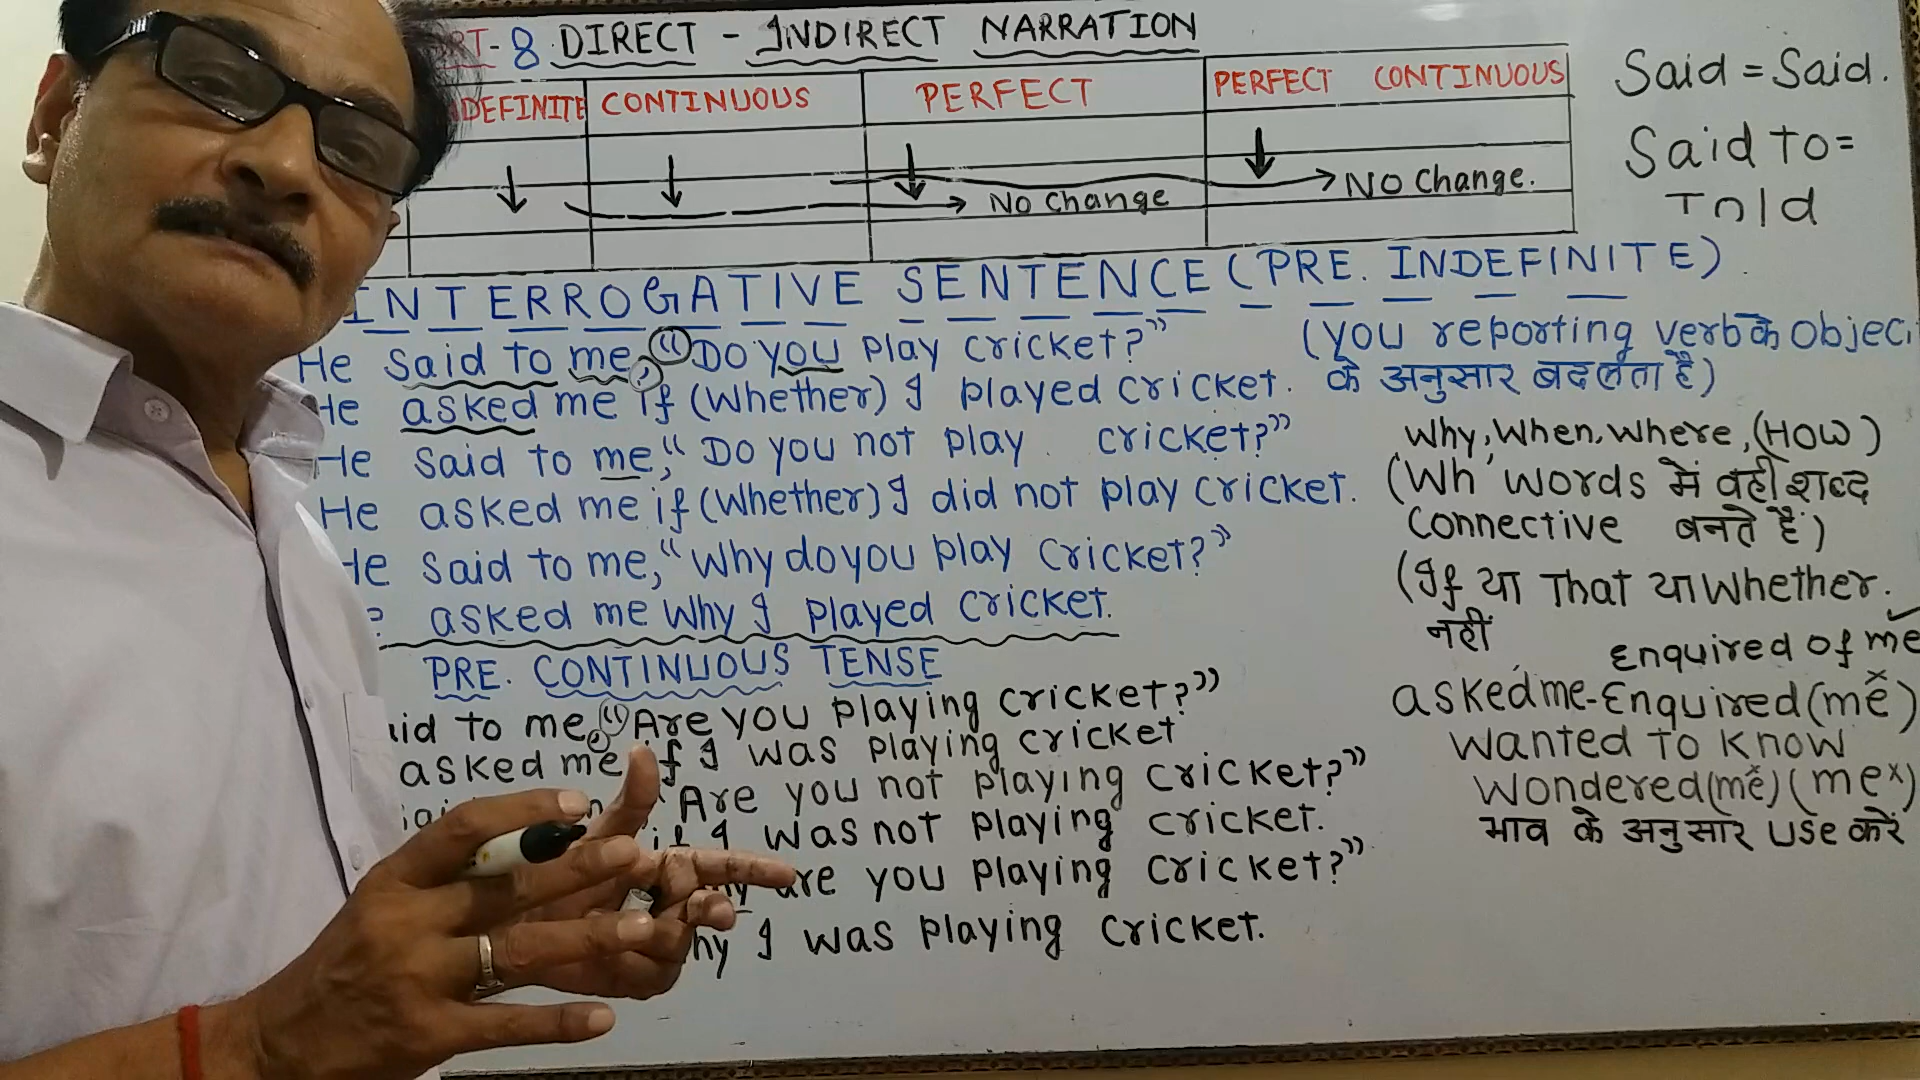 8 DIRECT - INDIRECT NARRATION
CONTINUOUS PERFECT PERFECT CONTINUOUS
No change No change.
Said = Said.
Said To =
Told
INTERROGATIVE SENTENCE (PRE. INDEFINITE)
He said to me, "Do you play cricket?"
He asked me if (whether) I played cricket.
He said to me, "Do you not play cricket?"
He asked me if (whether) I did not play cricket.
He said to me, "Why do you play cricket?"
asked me why I played cricket.
PRE. CONTINUOUS TENSE
to me, "Are you playing cricket?"
asked me if I was playing cricket
"Are you not playing cricket?"
if I was not playing cricket.
are you playing cricket?"
I was playing cricket.
(you reporting verb के
के अनुसार बदलता है)
Why, When, Where, (HOW)
(Wh' words में वही शब्द
Connective बनते हैं)
(If या That या Whether.
नहीं
Enquired of me
asked me - Enquired (me x)
Wanted to know
Wondered (me x) (me x)
भाव के अनुसार use करें